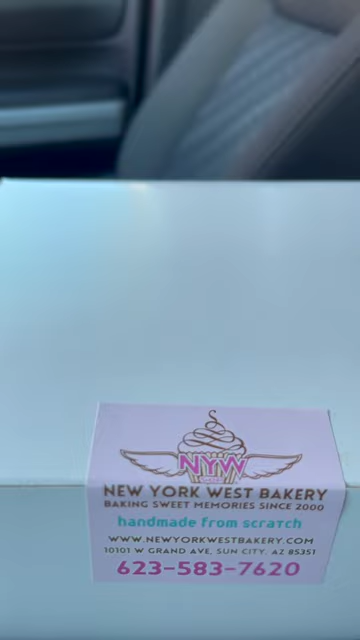 NYW
NEW YORK WEST BAKERY
BAKING SWEET MEMORIES SINCE 2000
handmade from scratch
WWW.NEWYORKWESTBAKERY.COM
10101 W GRAND AVE, SUN CITY, AZ 85351
623-583-7620